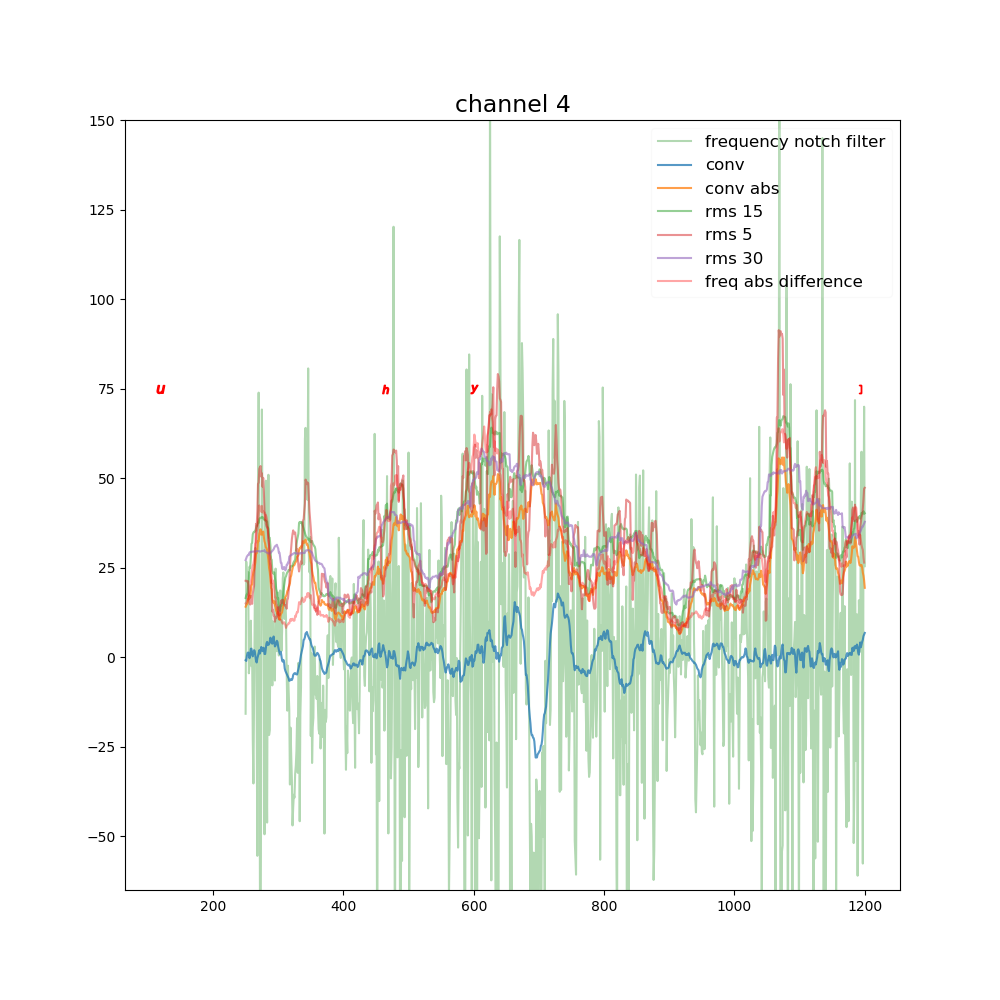 channel 4
150
125
100
75
50
25
0
−25
−50
200 400 600 800 1000 1200
frequency notch filter
conv
conv abs
rms 15
rms 5
rms 30
freq abs difference
u h y